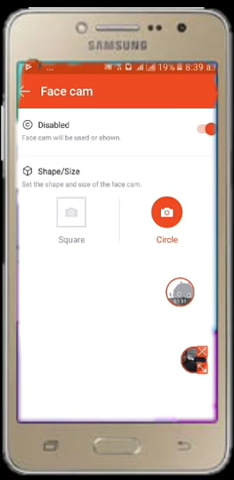 SAMSUNG
19% 8:39 a.
Face cam
Disabled
Face cam will be used or shown.
Shape/Size
Set the shape and size of the face cam.
Square
Circle